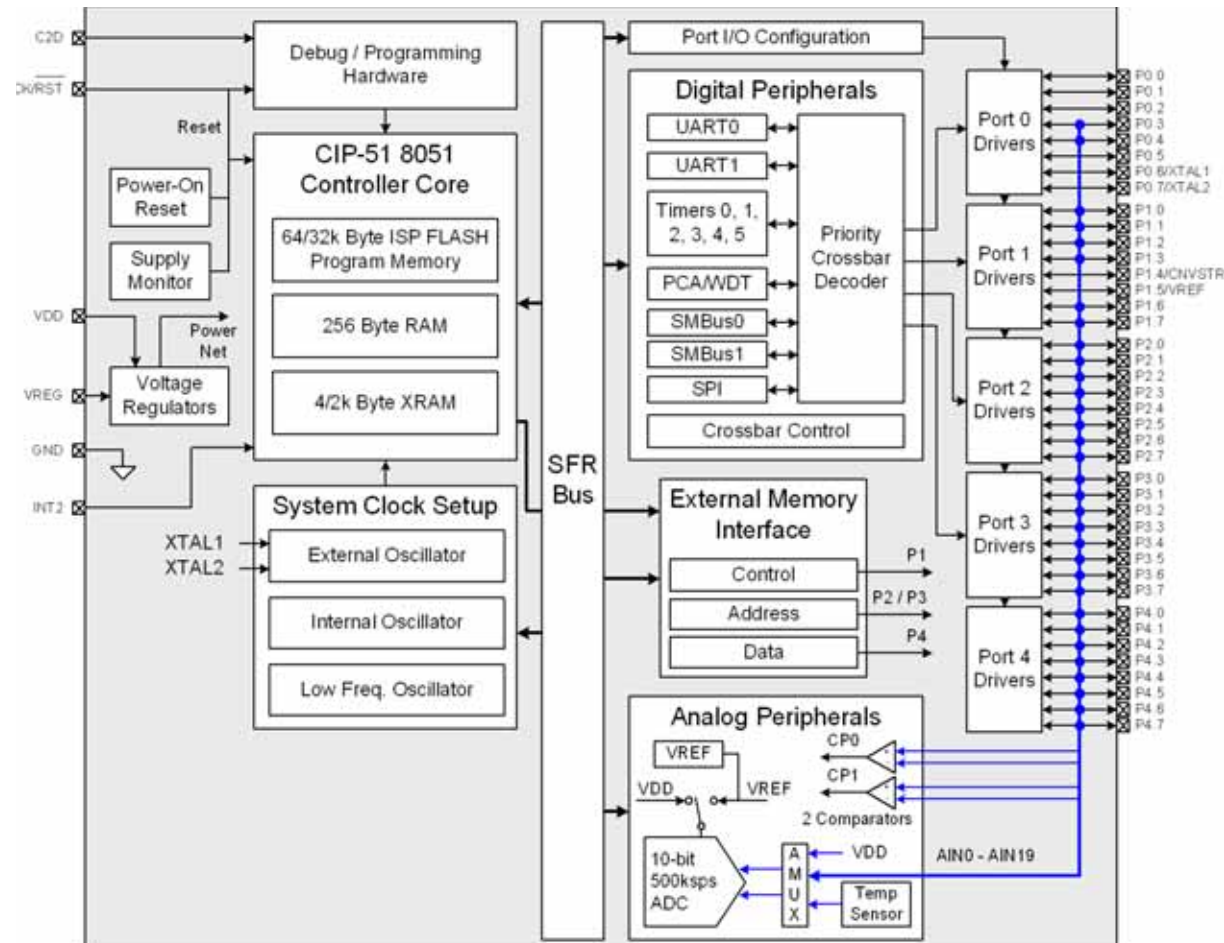 C2D
CK/RST
Reset
Power-On
Reset
Supply
Monitor
VDD
Power
Net
VREG
Voltage
Regulators
GND
INT2
Debug / Programming
Hardware
CIP-51 8051
Controller Core
64/32k Byte ISP FLASH
Program Memory
256 Byte RAM
4/2k Byte XRAM
System Clock Setup
XTAL1
XTAL2
External Oscillator
Internal Oscillator
Low Freq. Oscillator
SFR
Bus
Port I/O Configuration
Digital Peripherals
UART0
UART1
Timers 0, 1,
2, 3, 4, 5
PCA/WDT
SMBus0
SMBus1
SPI
Priority
Crossbar
Decoder
Crossbar Control
External Memory
Interface
Control
Address
Data
P1
P2 / P3
P4
Analog Peripherals
VREF
VDD
VREF
CP0
CP1
2 Comparators
10-bit
500ksps
ADC
A
M
U
X
VDD
Temp
Sensor
AIN0 - AIN19
Port 0
Drivers
Port 1
Drivers
Port 2
Drivers
Port 3
Drivers
Port 4
Drivers
P0.0
P0.1
P0.2
P0.3
P0.4
P0.5
P0.6/XTAL1
P0.7/XTAL2
P1.0
P1.1
P1.2
P1.3
P1.4/CNVSTR
P1.5/VREF
P1.6
P1.7
P2.0
P2.1
P2.2
P2.3
P2.4
P2.5
P2.6
P2.7
P3.0
P3.1
P3.2
P3.3
P3.4
P3.5
P3.6
P3.7
P4.0
P4.1
P4.2
P4.3
P4.4
P4.5
P4.6
P4.7